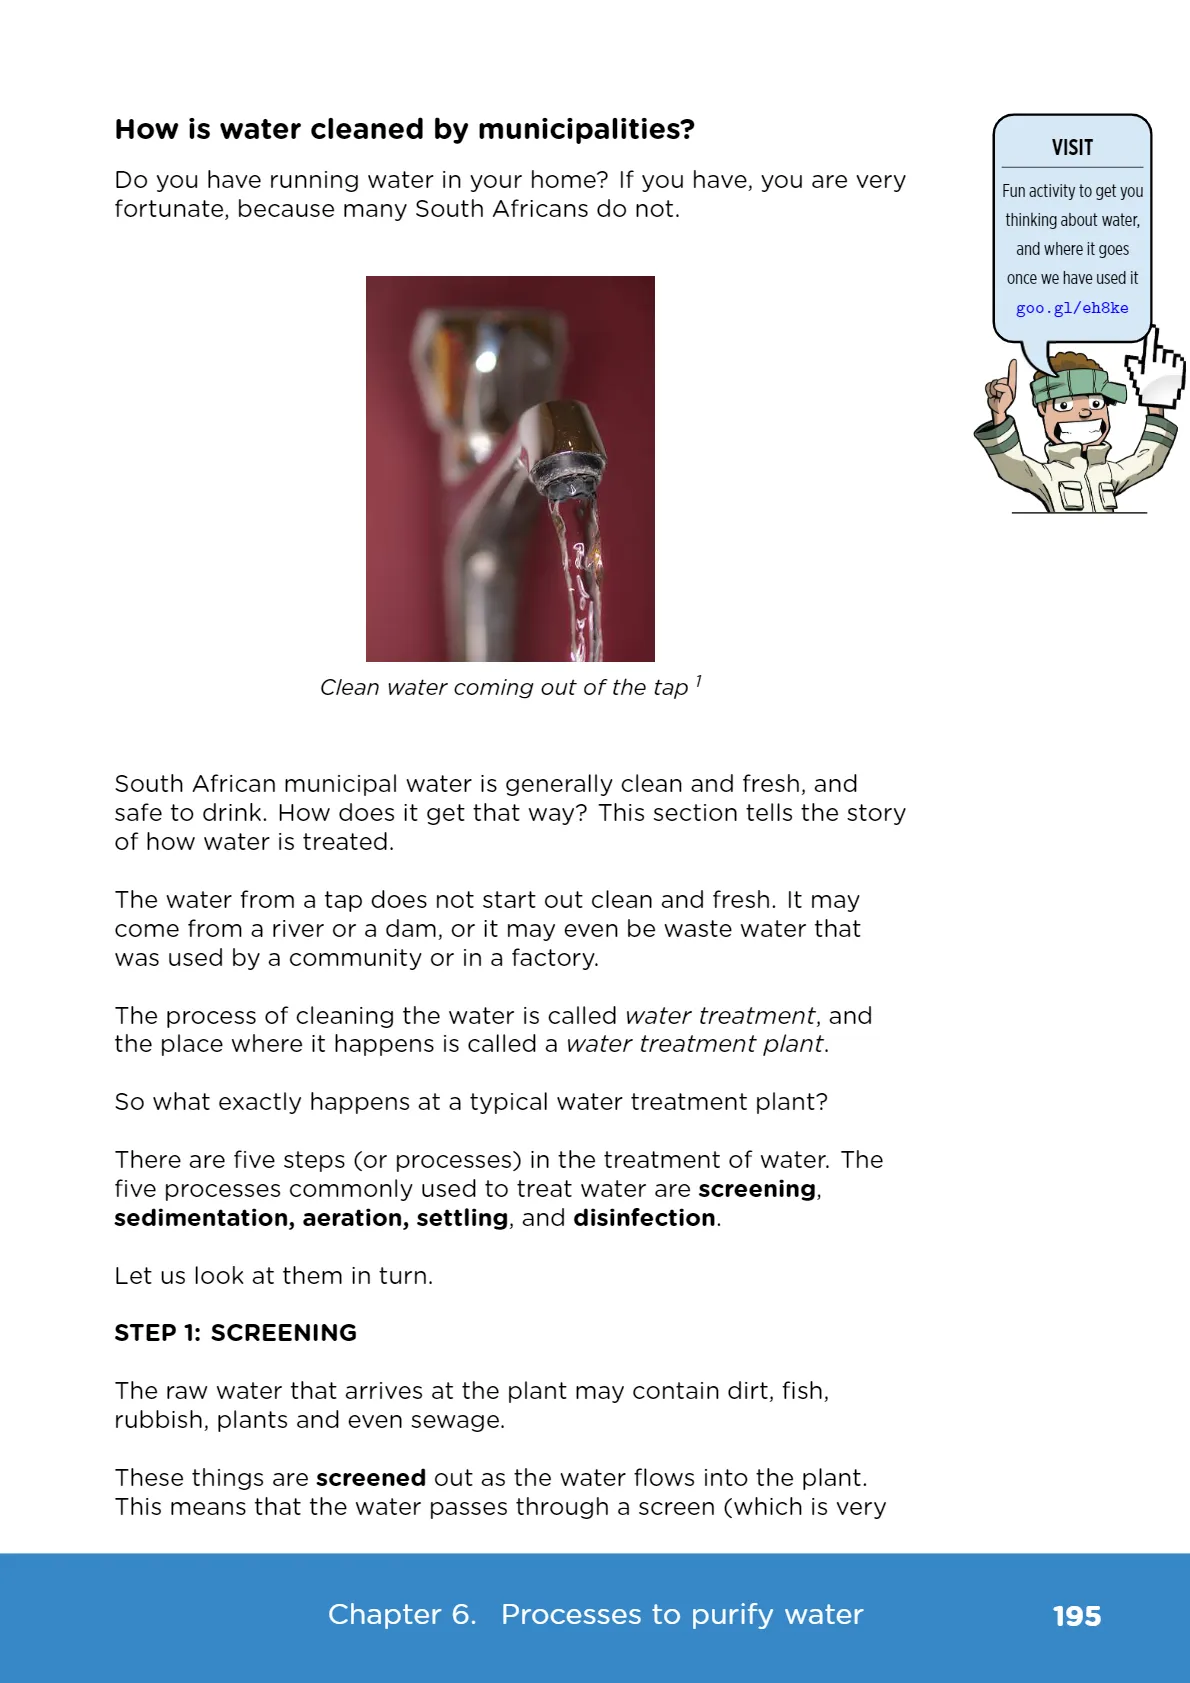 How is water cleaned by municipalities?
Do you have running water in your home? If you have, you are very
fortunate, because many South Africans do not.
VISIT
Fun activity to get you
thinking about water,
and where it goes
once we have used it
goo.gl/eh8ke
Clean water coming out of the tap 1
South African municipal water is generally clean and fresh, and
safe to drink. How does it get that way? This section tells the story
of how water is treated.
The water from a tap does not start out clean and fresh. It may
come from a river or a dam, or it may even be waste water that
was used by a community or in a factory.
The process of cleaning the water is called water treatment, and
the place where it happens is called a water treatment plant.
So what exactly happens at a typical water treatment plant?
There are five steps (or processes) in the treatment of water. The
five processes commonly used to treat water are screening,
sedimentation, aeration, settling, and disinfection.
Let us look at them in turn.
STEP 1: SCREENING
The raw water that arrives at the plant may contain dirt, fish,
rubbish, plants and even sewage.
These things are screened out as the water flows into the plant.
This means that the water passes through a screen (which is very
Chapter 6. Processes to purify water
195